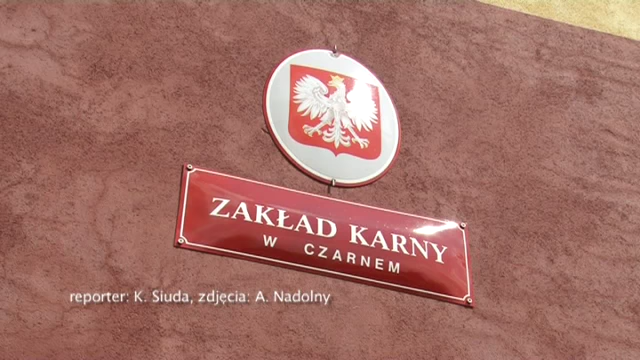 ZAKŁAD KARNY
W CZARNEM
reporter: K. Siuda, zdjęcia: A. Nadolny